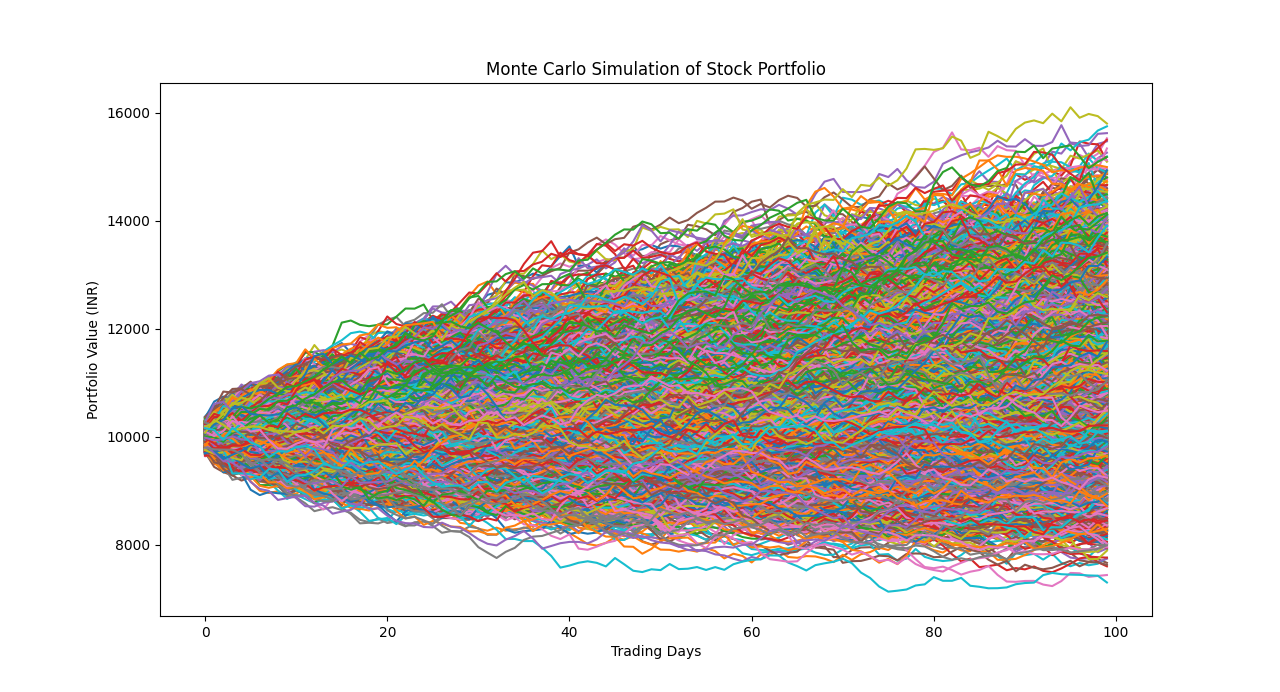 Monte Carlo Simulation of Stock Portfolio
Portfolio Value (INR)
16000
14000
12000
10000
8000
0 20 40 60 80 100
Trading Days